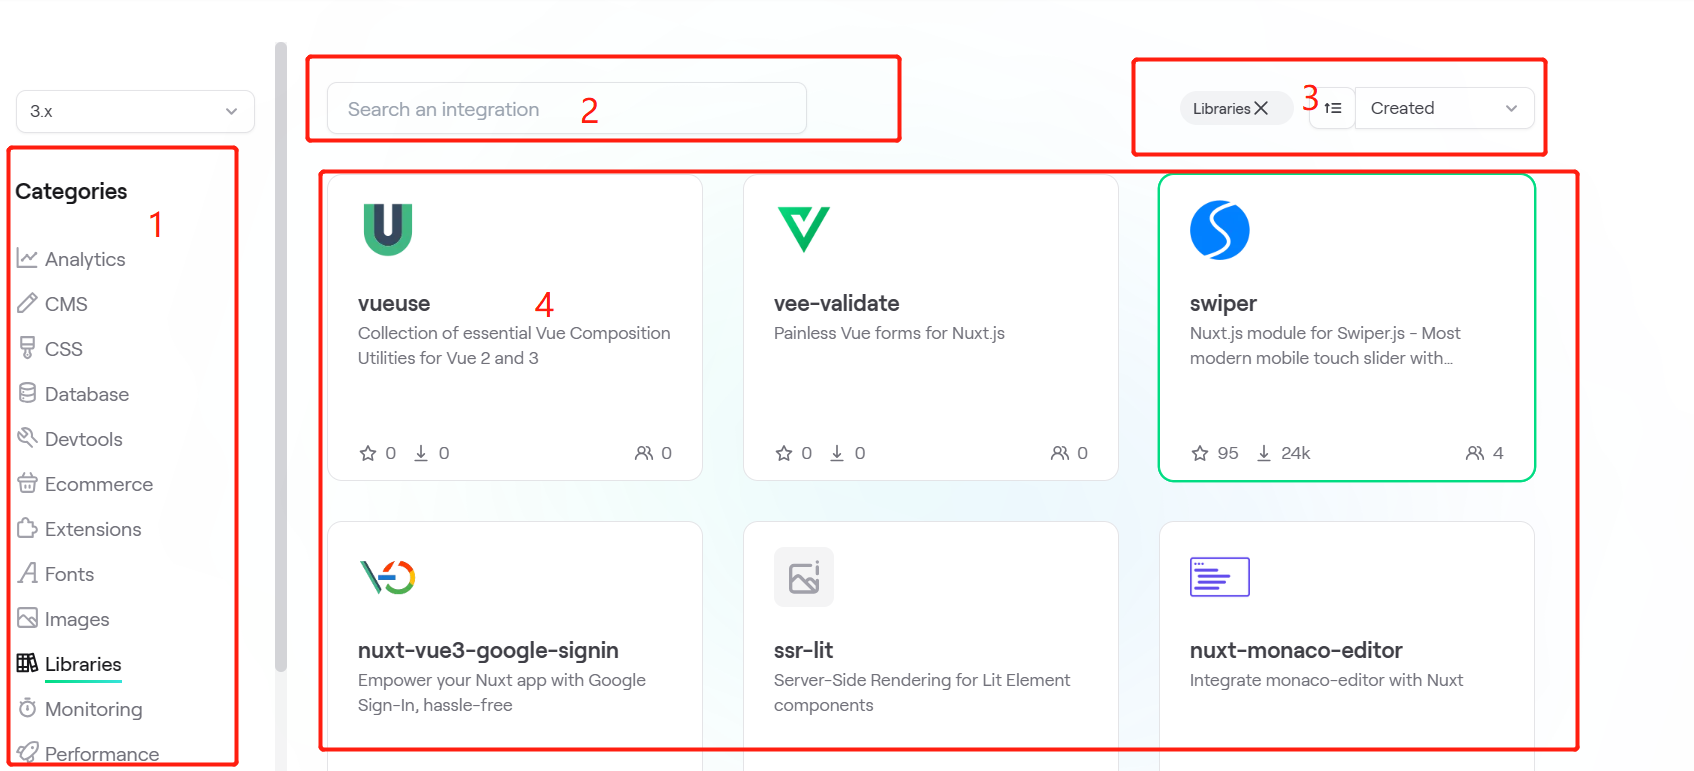 3.x
Categories
1
Analytics
CMS
CSS
Database
Devtools
Ecommerce
Extensions
Fonts
Images
Libraries
Monitoring
Performance
Search an integration
2
Libraries
3
Created
vueuse
4
Collection of essential Vue Composition
Utilities for Vue 2 and 3
0 0 0
vee-validate
Painless Vue forms for Nuxt.js
0 0 0
swiper
Nuxt.js module for Swiper.js - Most
modern mobile touch slider with...
95 24k 4
nuxt-vue3-google-signin
Empower your Nuxt app with Google
Sign-In, hassle-free
ssr-lit
Server-Side Rendering for Lit Element
components
nuxt-monaco-editor
Integrate monaco-editor with Nuxt